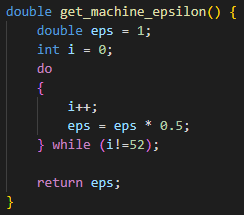 double get_machine_epsilon() {
    double eps = 1;
    int i = 0;
    do
    {
        i++;
        eps = eps * 0.5;
    } while (i!=52);

    return eps;
}